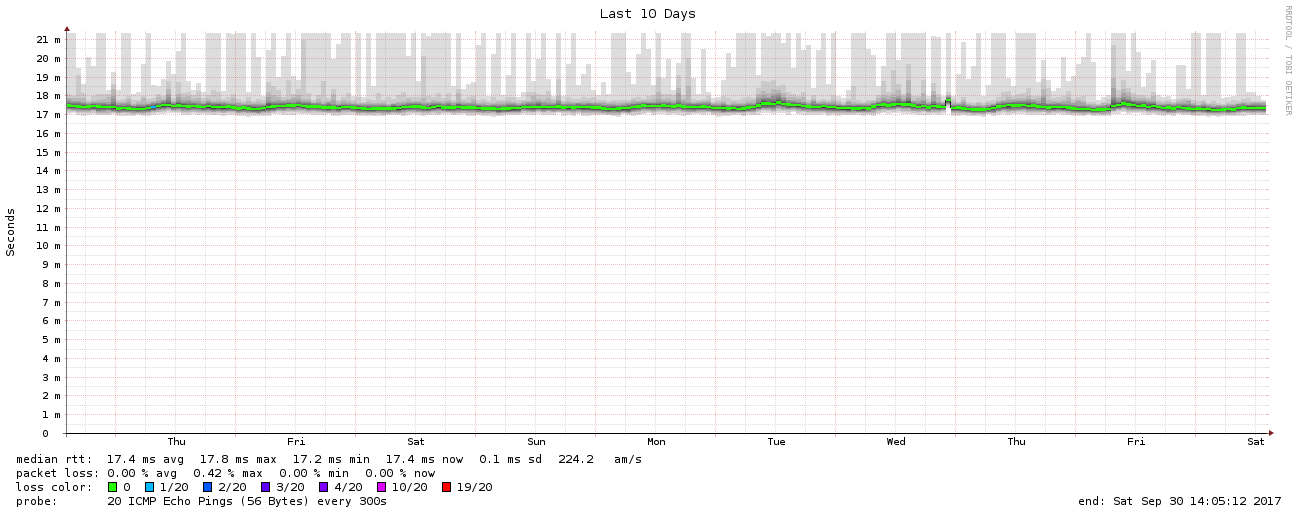 Last 10 Days
RRDTOOL / TOBI OETIKER
21 m
20 m
19 m
18 m
17 m
16 m
15 m
14 m
13 m
12 m
11 m
10 m
9 m
8 m
7 m
6 m
5 m
4 m
3 m
2 m
1 m
0
Seconds
Thu Fri Sat Sun Mon Tue Wed Thu Fri Sat
median rtt: 17.4 ms avg 17.8 ms max 17.2 ms min 17.4 ms now 0.1 ms sd 224.2 am/s
packet loss: 0.00 % avg 0.42 % max 0.00 % min 0.00 % now
loss color: 0 1/20 2/20 3/20 4/20 10/20 19/20
probe: 20 ICMP Echo Pings (56 Bytes) every 300s end: Sat Sep 30 14:05:12 2017